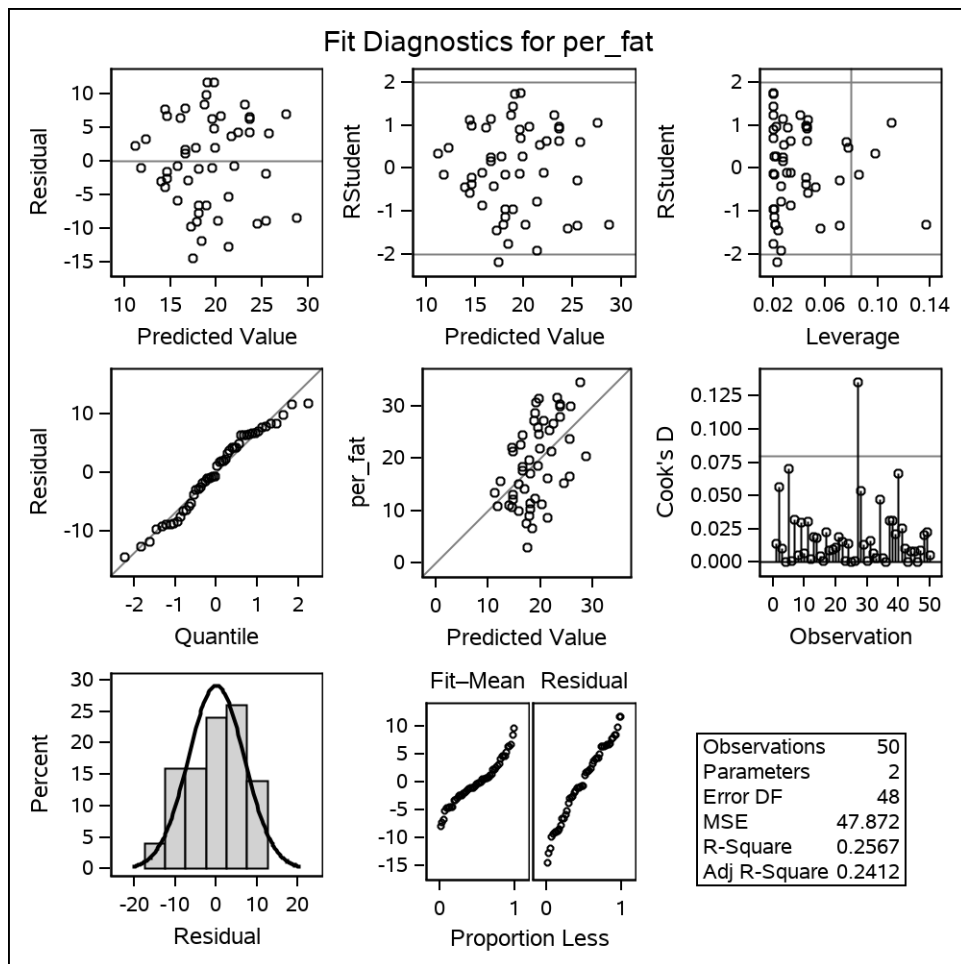 Fit Diagnostics for per_fat
Residual
10
5
0
-5
-10
-15
10 15 20 25 30
Predicted Value
RStudent
2
1
0
-1
-2
10 15 20 25 30
Predicted Value
RStudent
2
1
0
-1
-2
0.02 0.06 0.10 0.14
Leverage
Residual
10
0
-10
-2 -1 0 1 2
Quantile
per_fat
30
20
10
0
0 10 20 30
Predicted Value
Cook's D
0.125
0.100
0.075
0.050
0.025
0.000
0 10 20 30 40 50
Observation
Percent
30
25
20
15
10
5
0
-20 -10 0 10 20
Residual
Fit–Mean Residual
10
5
0
-5
-10
-15
0 1 0 1
Proportion Less
Observations 50
Parameters 2
Error DF 48
MSE 47.872
R-Square 0.2567
Adj R-Square 0.2412